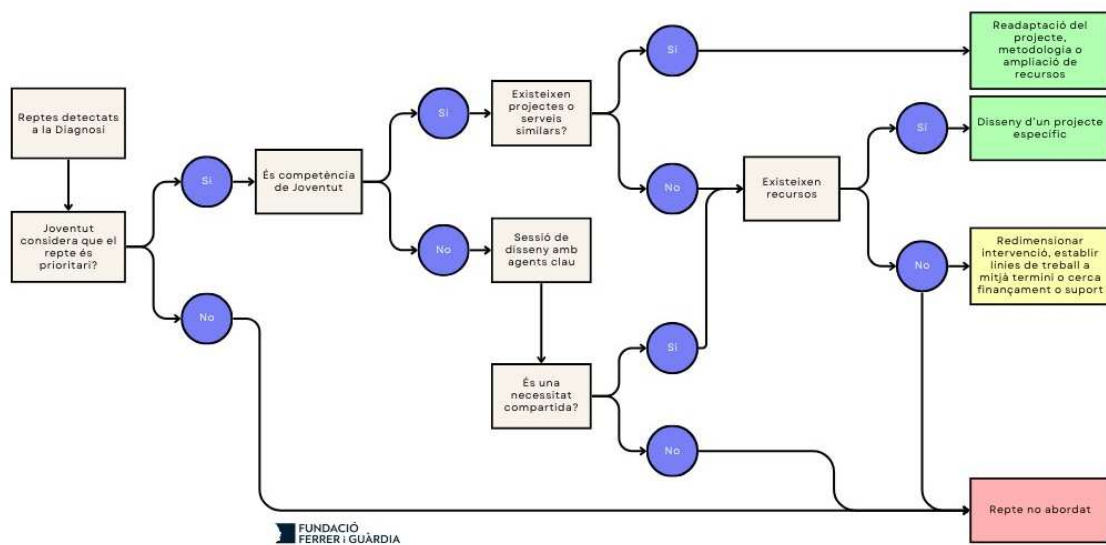 Reptes detectats
a la Diagnosi
Joventut
considera que el
repte és
prioritari?
Sí
No
És competència
de Joventut
Sí
No
Existeixen
projectes o
serveis
similars?
Sessió de
disseny amb
agents clau
És una
necessitat
compartida?
Sí
No
Sí
No
Existeixen
recursos
Sí
No
Readaptació del
projecte,
metodologia o
ampliació de
recursos
Disseny d'un projecte
específic
Redimensionar
intervenció, establir
línies de treball a
mitjà termini o cerca
finançament o suport
Repte no abordat
FUNDACIÓ
FERRER i GUÀRDIA